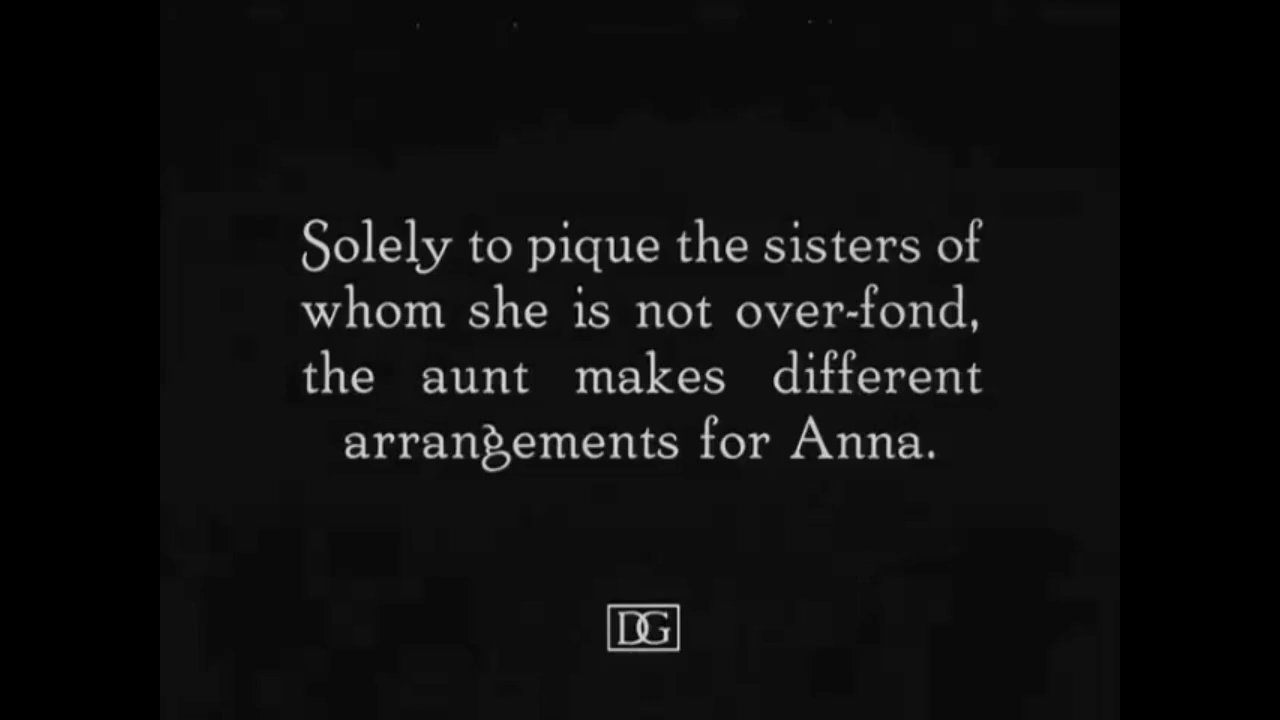 Solely to pique the sisters of
whom she is not over-fond,
the aunt makes different
arrangements for Anna.
DG